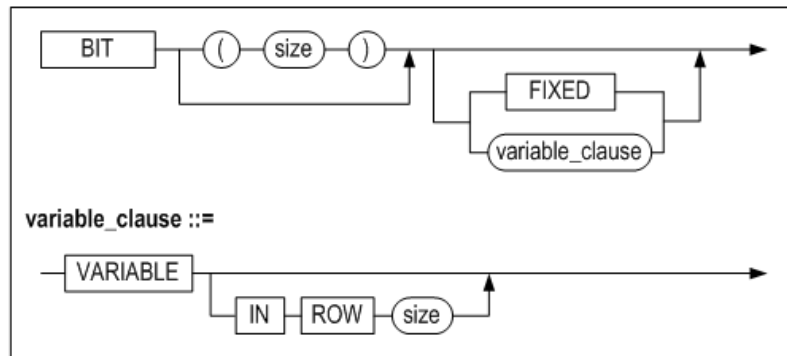 BIT ( size )
FIXED
variable_clause
variable_clause ::=
VARIABLE
IN ROW size